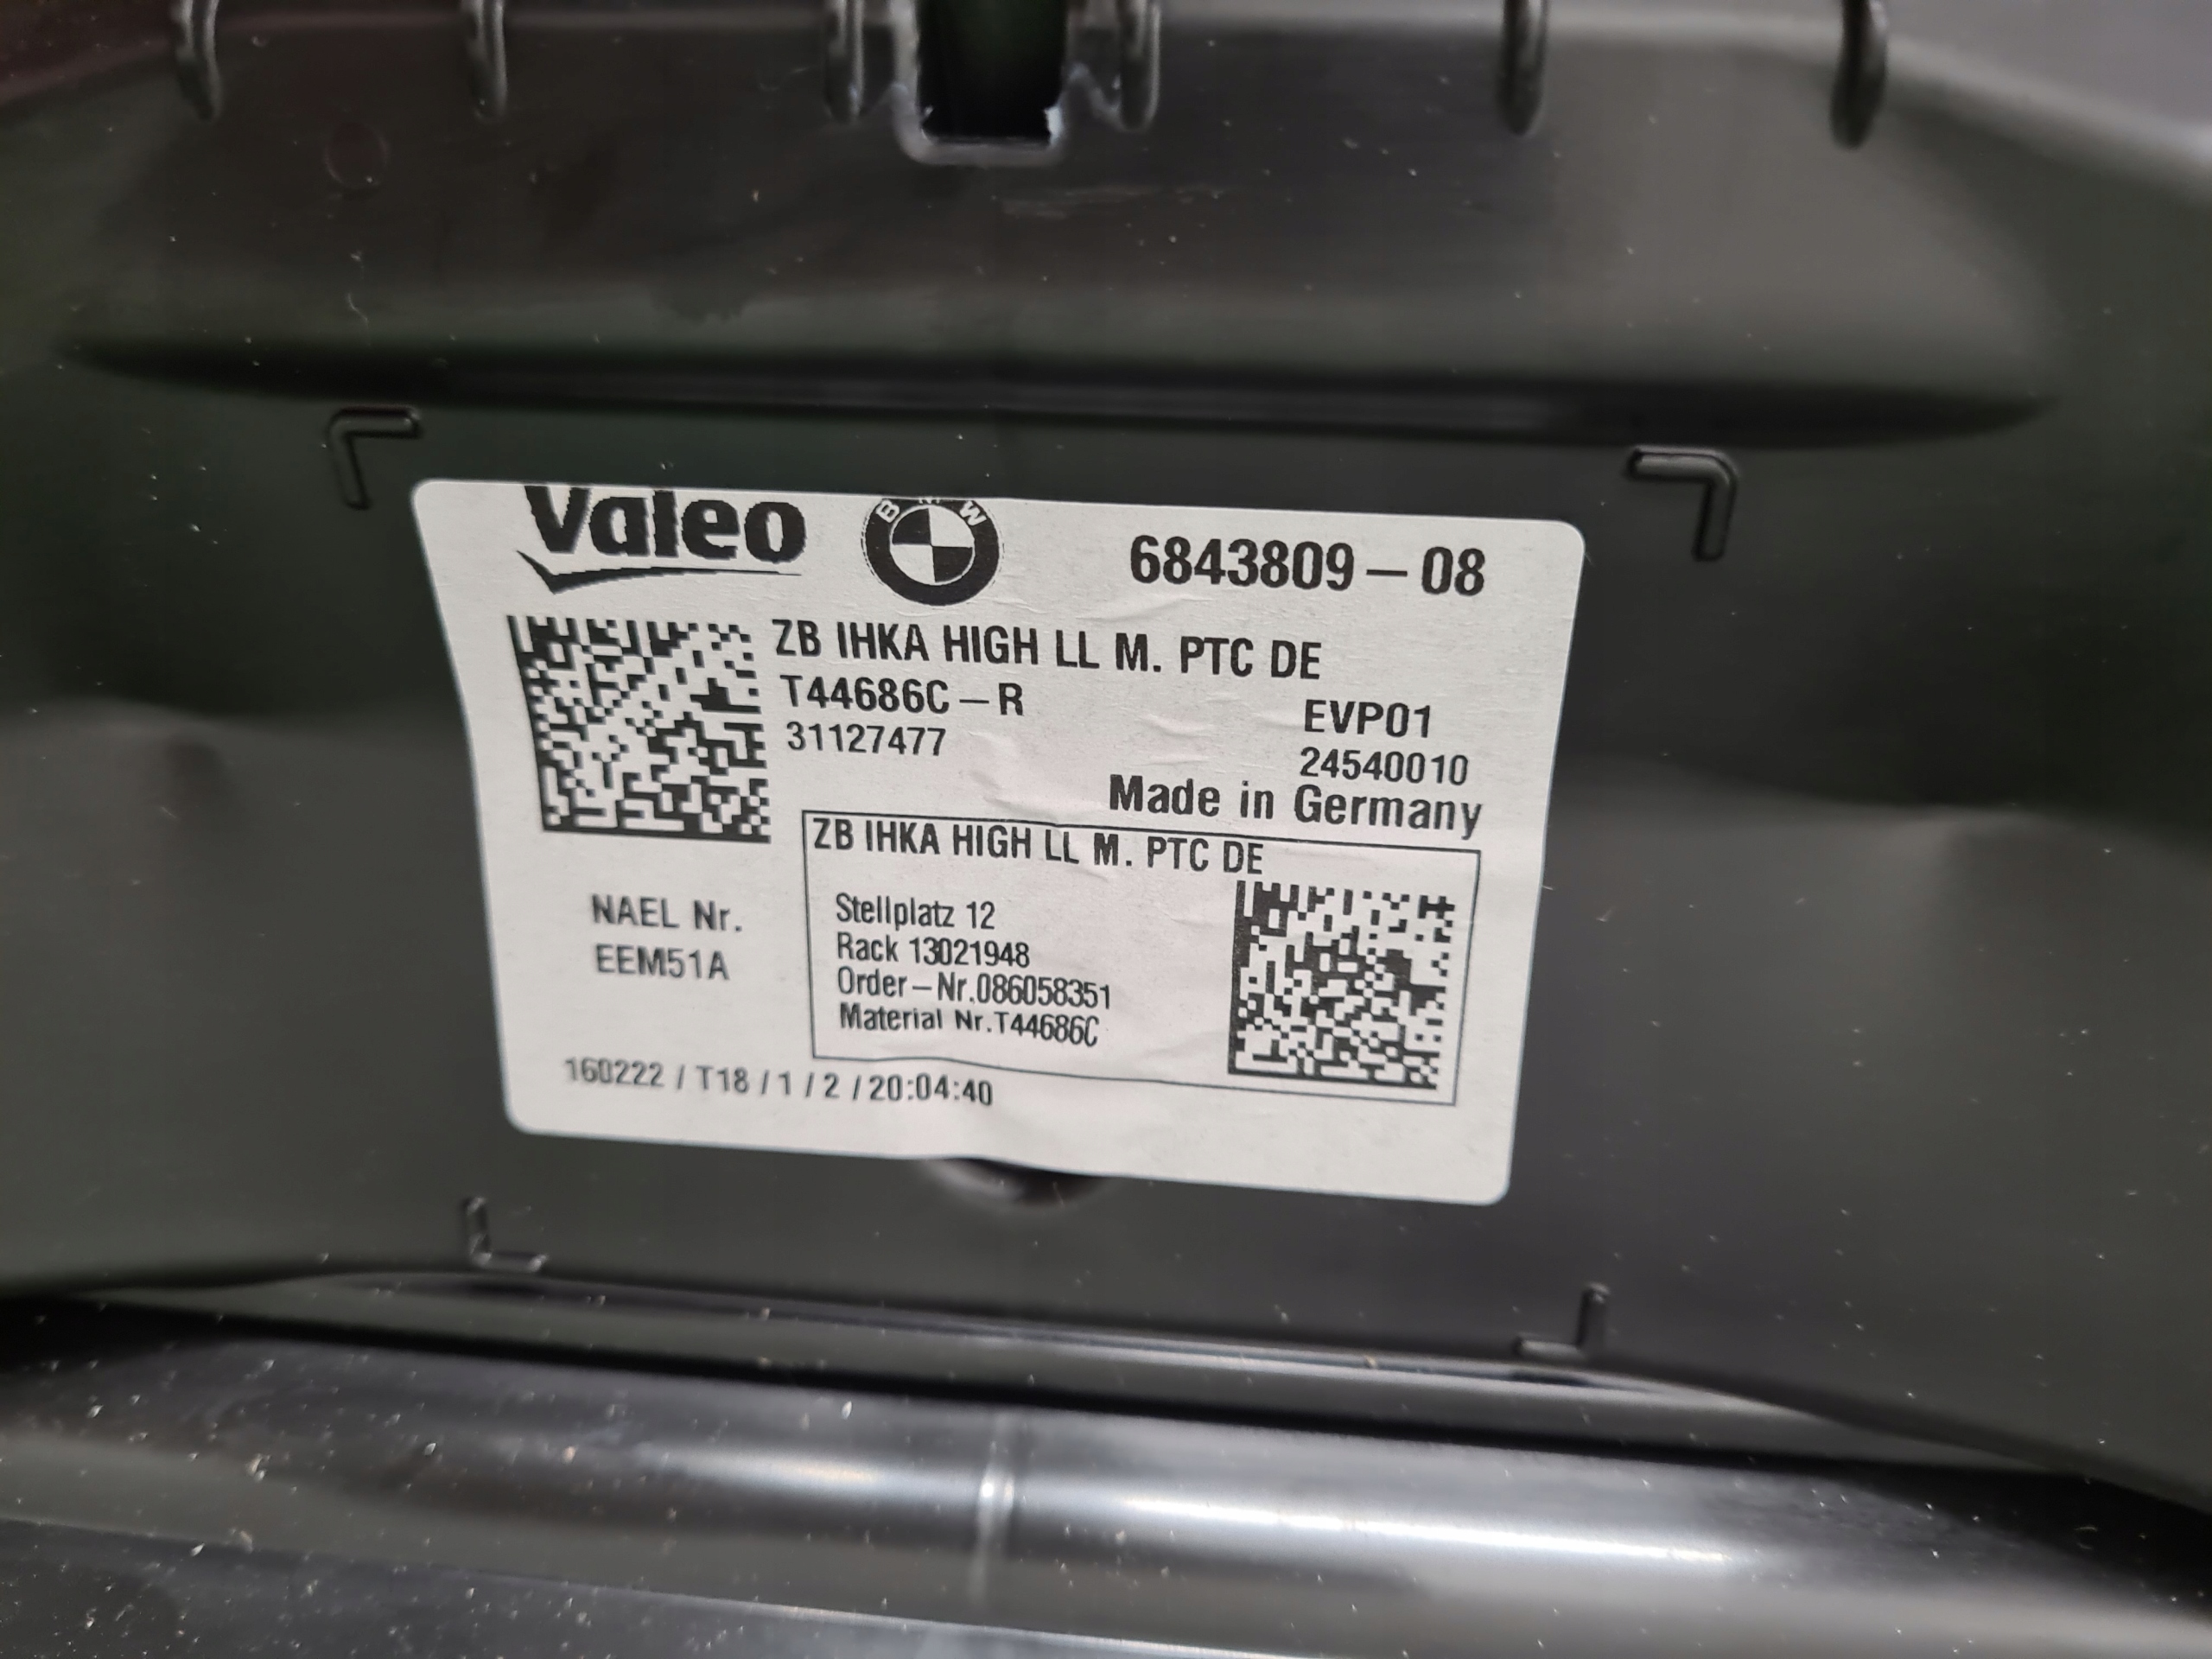 Valeo
BMW
6843809-08
ZB IHKA HIGH LL M. PTC DE
T44686C-R
EVP01
31127477
24540010
Made in Germany
ZB IHKA HIGH LL M. PTC DE
Stellplatz 12
Rack 13021948
Order-Nr.086058351
Material Nr.T44686C
NAEL Nr.
EEM51A
160222 / T18 / 1 / 2 / 20:04:40